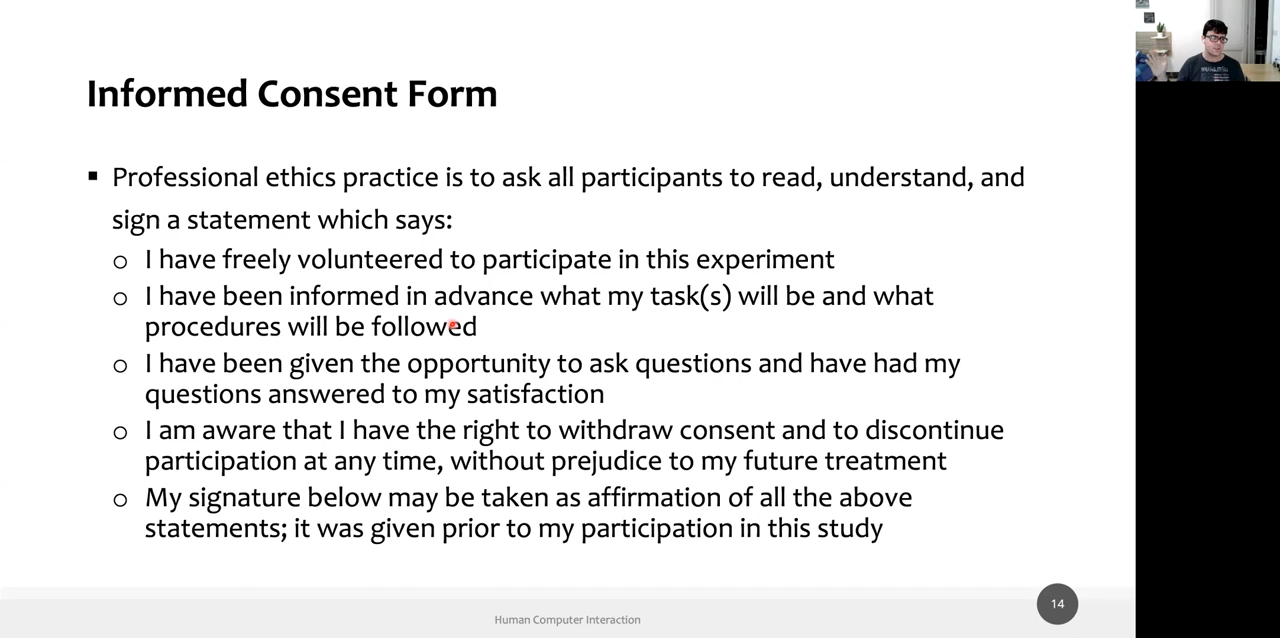 Informed Consent Form
▪ Professional ethics practice is to ask all participants to read, understand, and
sign a statement which says:
o I have freely volunteered to participate in this experiment
o I have been informed in advance what my task(s) will be and what
procedures will be followed
o I have been given the opportunity to ask questions and have had my
questions answered to my satisfaction
o I am aware that I have the right to withdraw consent and to discontinue
participation at any time, without prejudice to my future treatment
o My signature below may be taken as affirmation of all the above
statements; it was given prior to my participation in this study
Human Computer Interaction
14